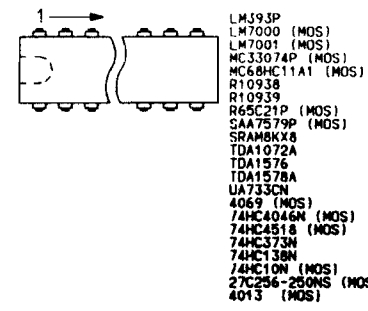 1
LM393P
LM7000 (MOS)
LM7001 (MOS)
MC33074P (MOS)
MC68HC11A1 (MOS)
R10938
R10939
R65C21P (MOS)
SAA7579P (MOS)
SRAM8KX8
TDA1072A
TDA1576
TDA1578A
UA733CN
4069 (MOS)
74HC4046N (MOS)
74HC4518 (MOS)
74HC373N
74HC138N
74HC10N (MOS)
27C256-250NS (MOS
4013 (MOS)